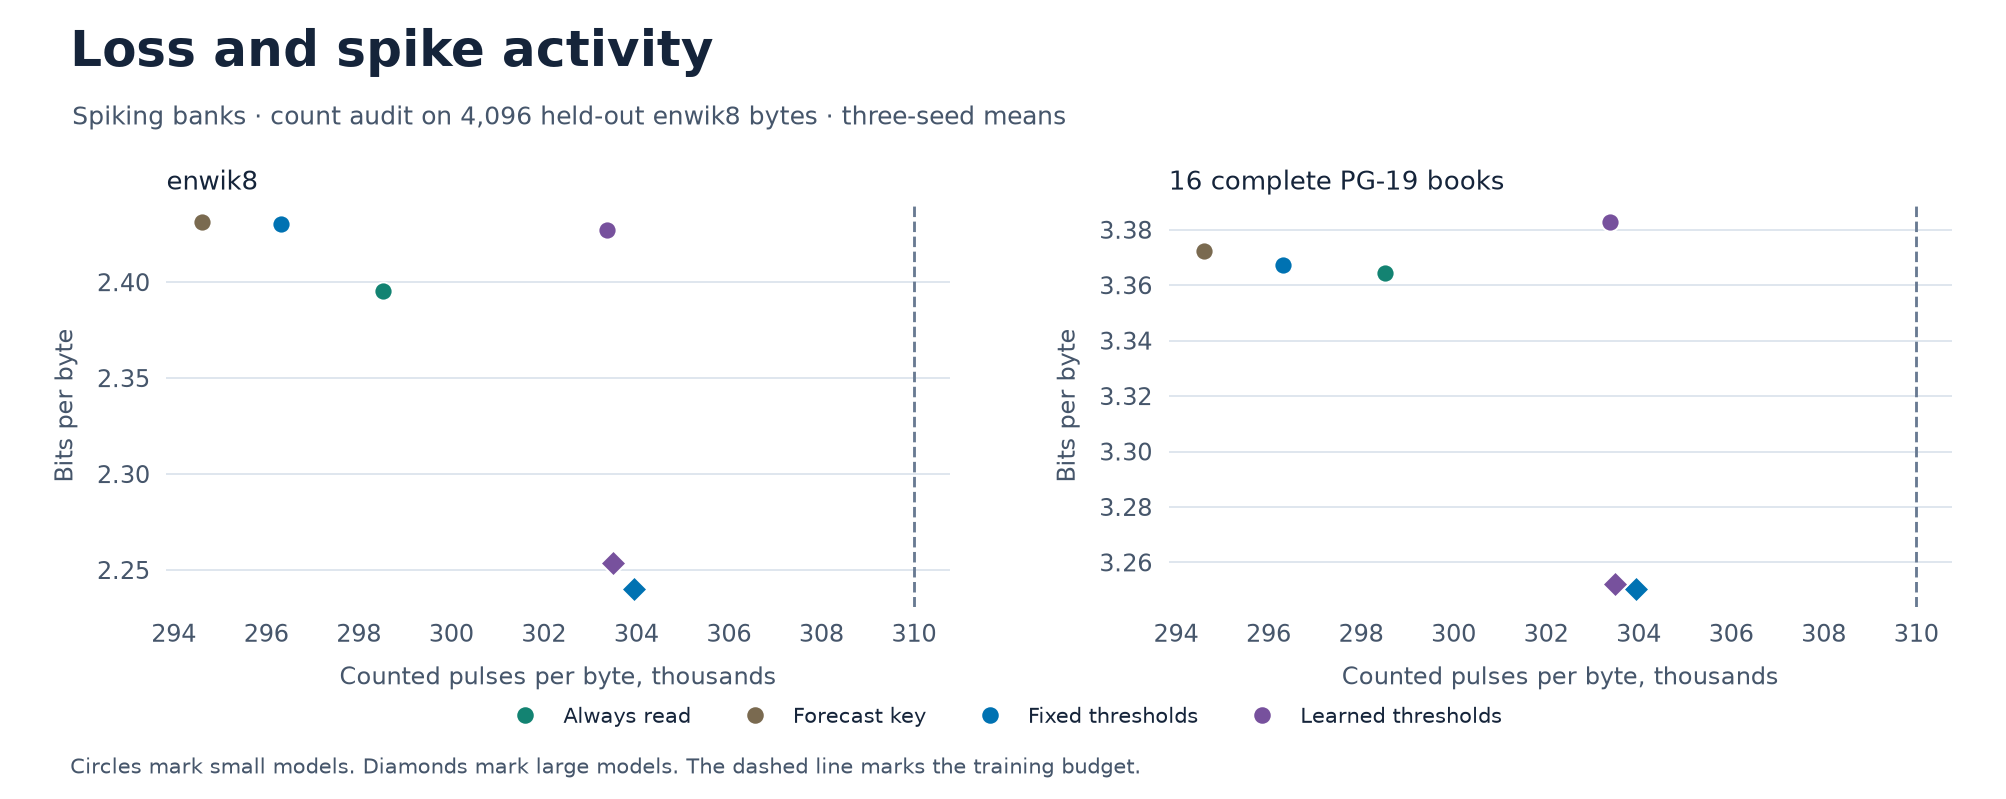 Loss and spike activity
Spiking banks · count audit on 4,096 held-out enwik8 bytes · three-seed means
enwik8
2.40
2.35
2.30
2.25
Bits per byte
294 296 298 300 302 304 306 308 310
Counted pulses per byte, thousands
16 complete PG-19 books
3.38
3.36
3.34
3.32
3.30
3.28
3.26
Bits per byte
294 296 298 300 302 304 306 308 310
Counted pulses per byte, thousands
Always read Forecast key Fixed thresholds Learned thresholds
Circles mark small models. Diamonds mark large models. The dashed line marks the training budget.